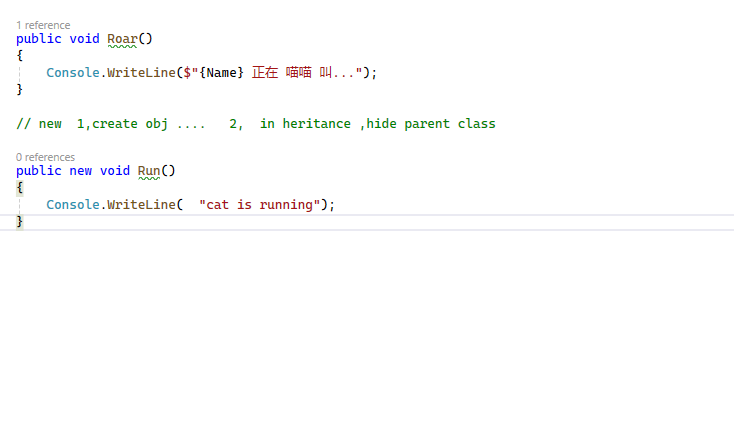 1 reference
public void Roar()
{
    Console.WriteLine($"{Name} 正在 喵喵 叫...");
}
// new  1,create obj ....   2,  in heritance ,hide parent class
0 references
public new void Run()
{
    Console.WriteLine(  "cat is running");
}